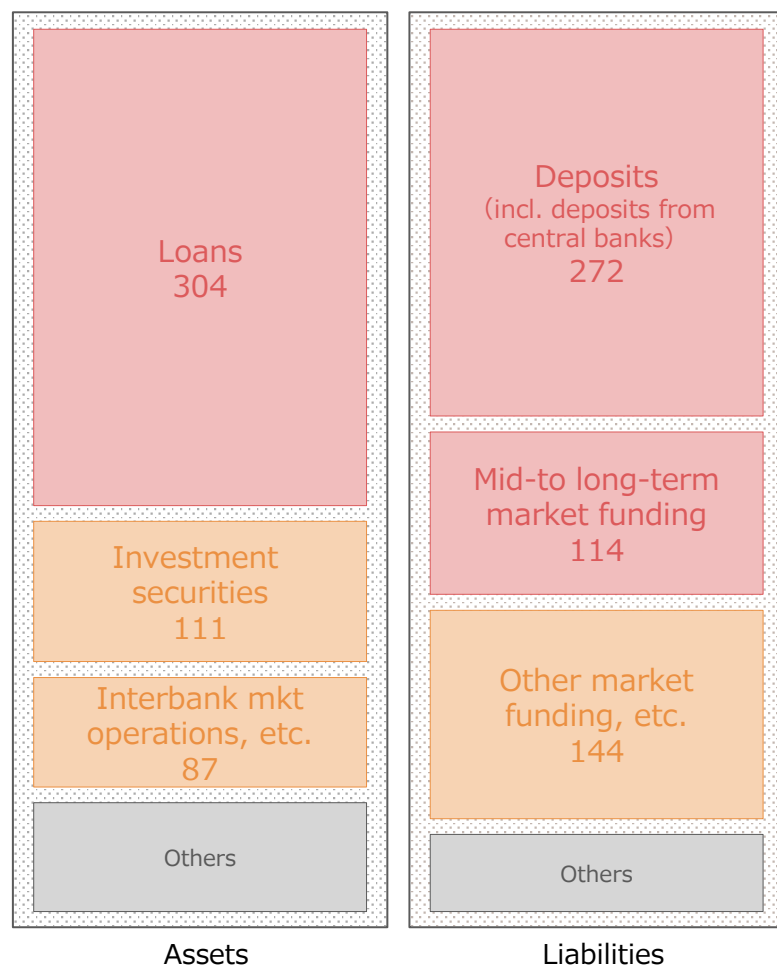 Loans
304
Investment
securities
111
Interbank mkt
operations, etc.
87
Others
Assets
Deposits
(incl. deposits from
central banks)
272
Mid-to long-term
market funding
114
Other market
funding, etc.
144
Others
Liabilities